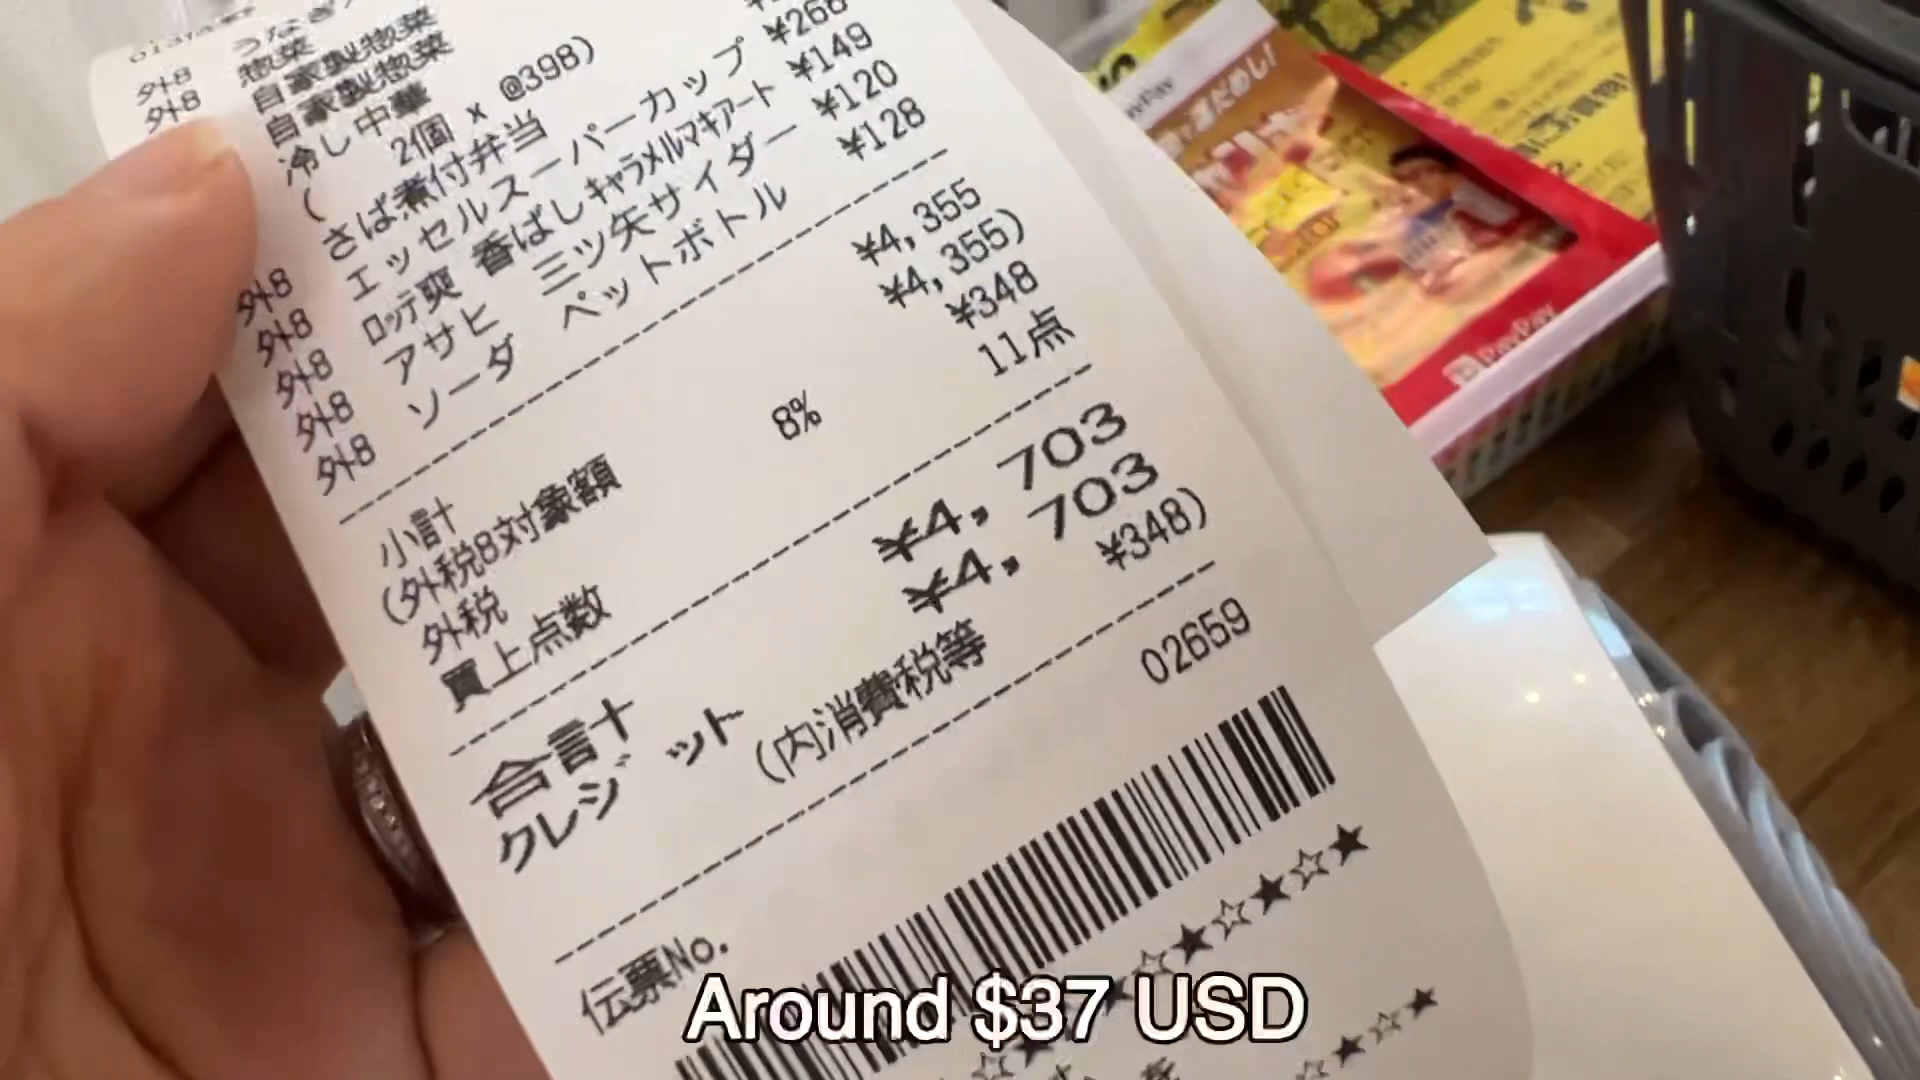 外8 惣菜
外8 自家製惣菜
自家製惣菜
冷し中華
( 2個 × @398)
外8 さば煮付弁当
外8 エッセルスーパーカップ ¥149
外8 ロッテ爽 香ばしキャラメルマキアート
外8 アサヒ 三ツ矢サイダー ¥120
外8 ソーダ ペットボトル ¥128
小計 ¥4,355
(外税8対象額 8% ¥4,355)
外税 ¥348
買上点数 11点
合計 ¥4,703
クレジット ¥4,703
(内消費税等 ¥348)
伝票No. 02659
★☆★☆★☆★
PayPay
Around $37 USD